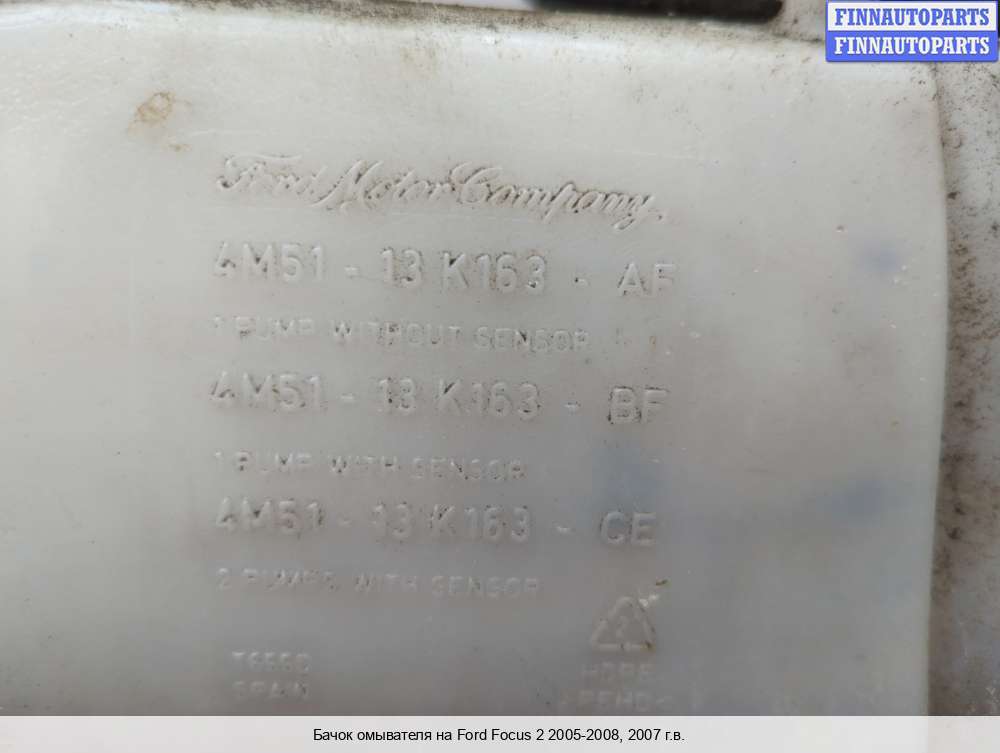 FINNAUTOPARTS
FINNAUTOPARTS
Ford Motor Company
4M51 - 13 K163 - AF
1 PUMP WITHOUT SENSOR
4M51 - 13 K163 - BF
1 PUMP WITH SENSOR
4M51 - 13 K163 - CE
2 PUMPS WITH SENSOR
SPAIN
HDPE
Бачок омывателя на Ford Focus 2 2005-2008, 2007 г.в.